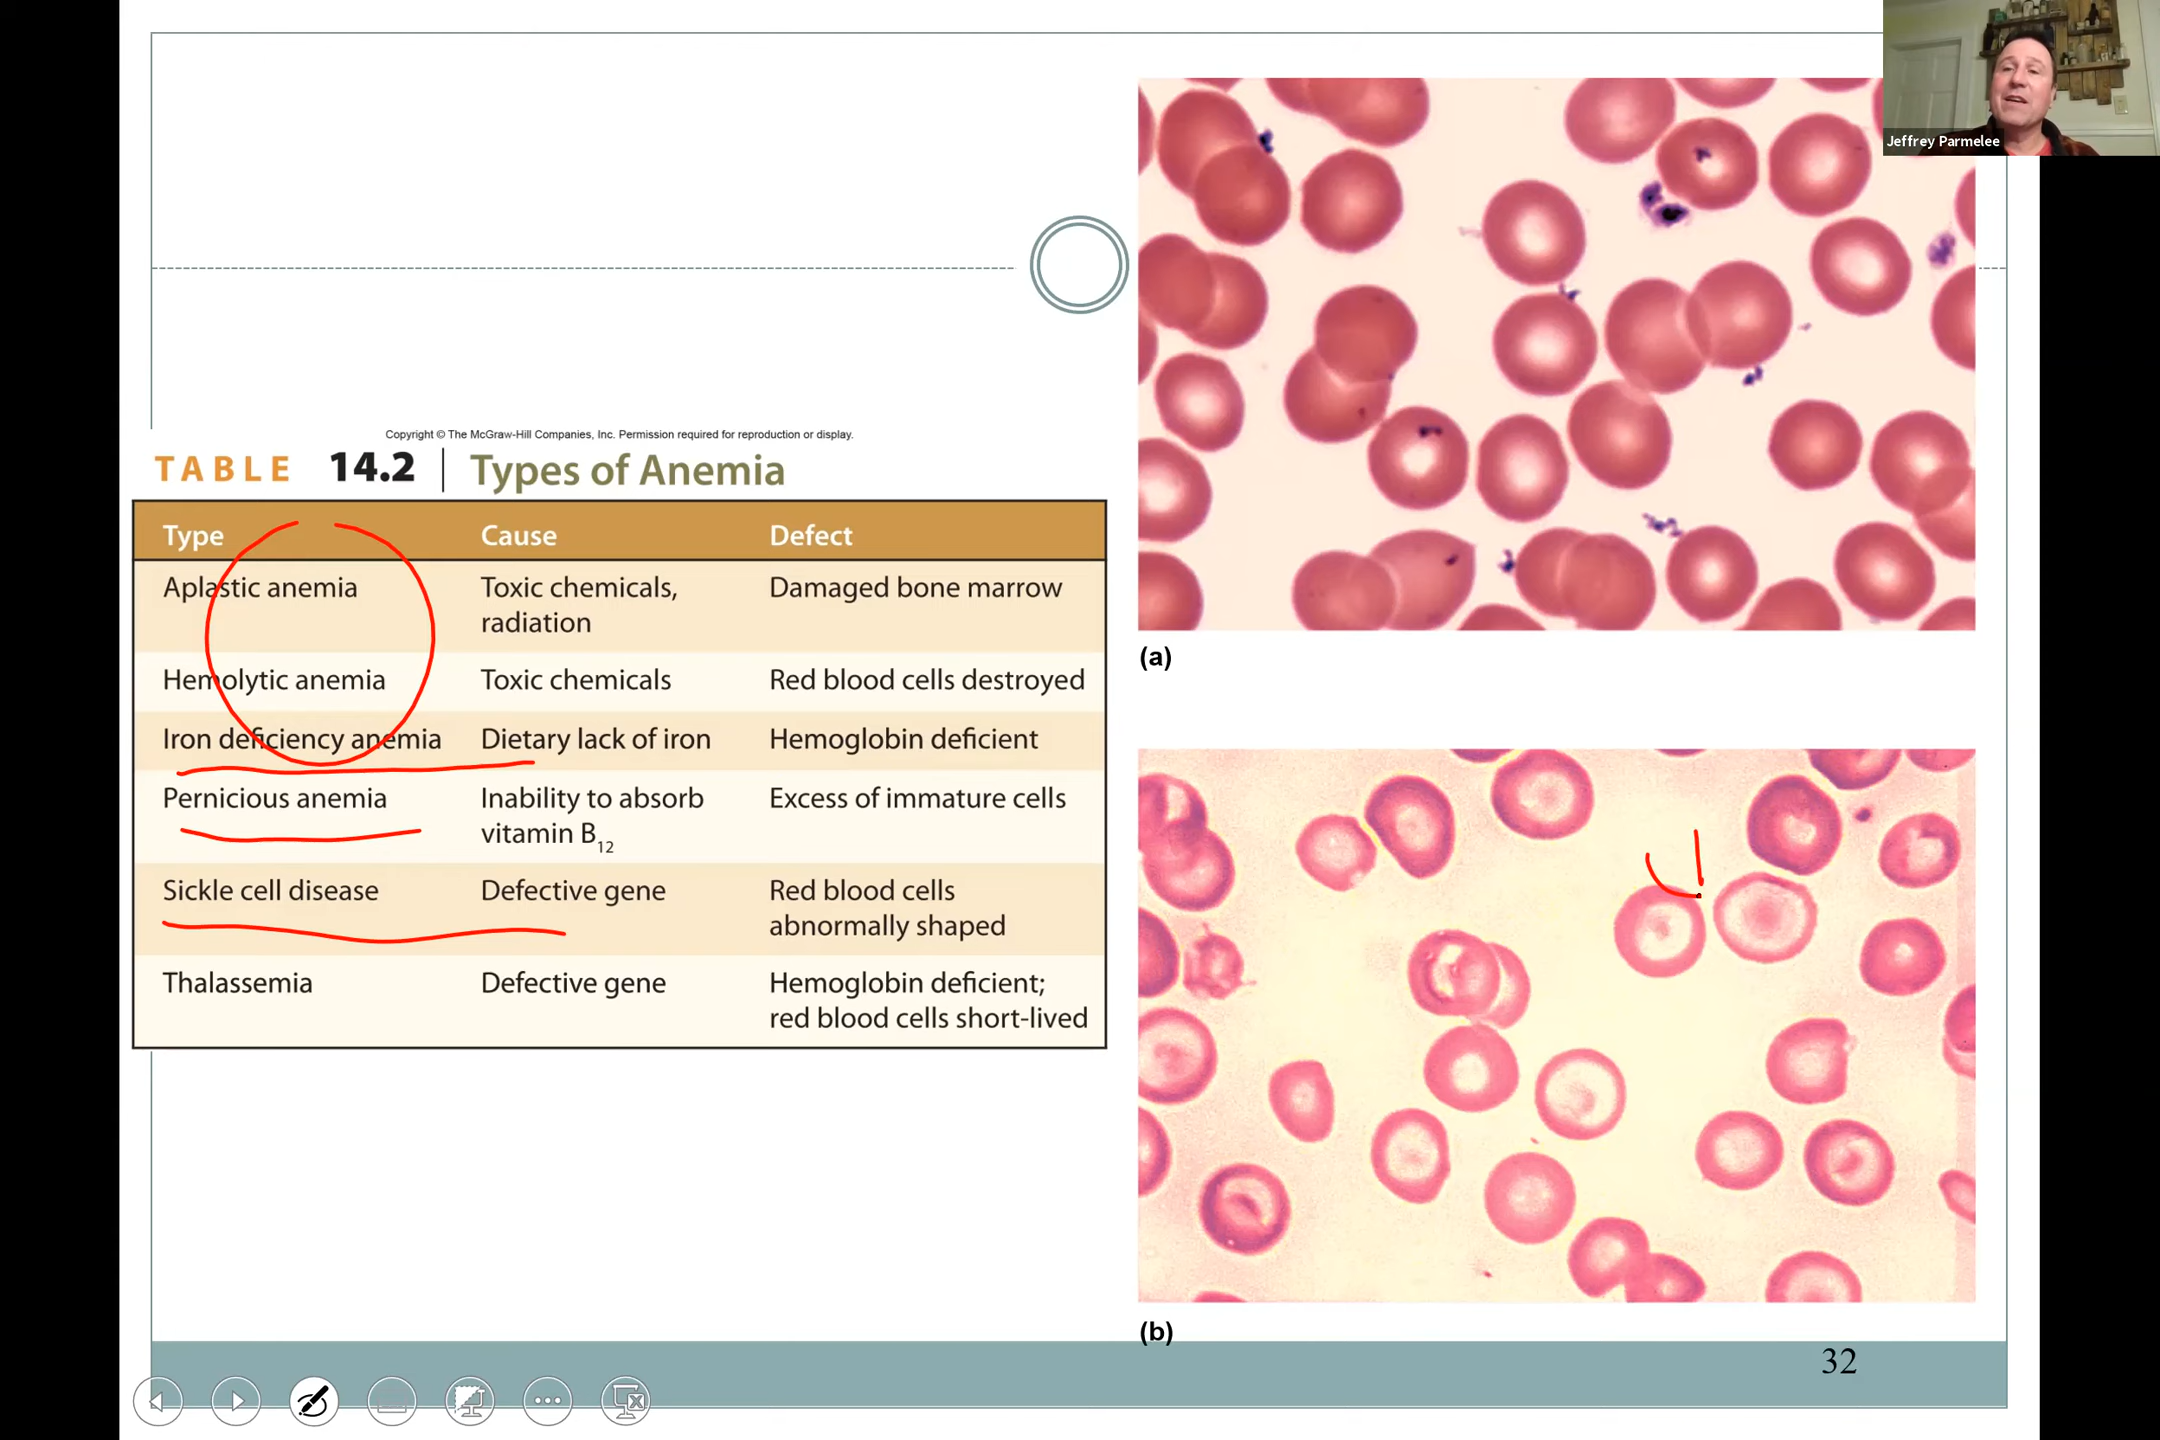 Jeffrey Parmelee
Copyright © The McGraw-Hill Companies, Inc. Permission required for reproduction or display.
TABLE 14.2 | Types of Anemia
Type Cause Defect
Aplastic anemia Toxic chemicals, Damaged bone marrow
radiation
Hemolytic anemia Toxic chemicals Red blood cells destroyed
Iron deficiency anemia Dietary lack of iron Hemoglobin deficient
Pernicious anemia Inability to absorb Excess of immature cells
vitamin B12
Sickle cell disease Defective gene Red blood cells
abnormally shaped
Thalassemia Defective gene Hemoglobin deficient;
red blood cells short-lived
(a)
(b)
32